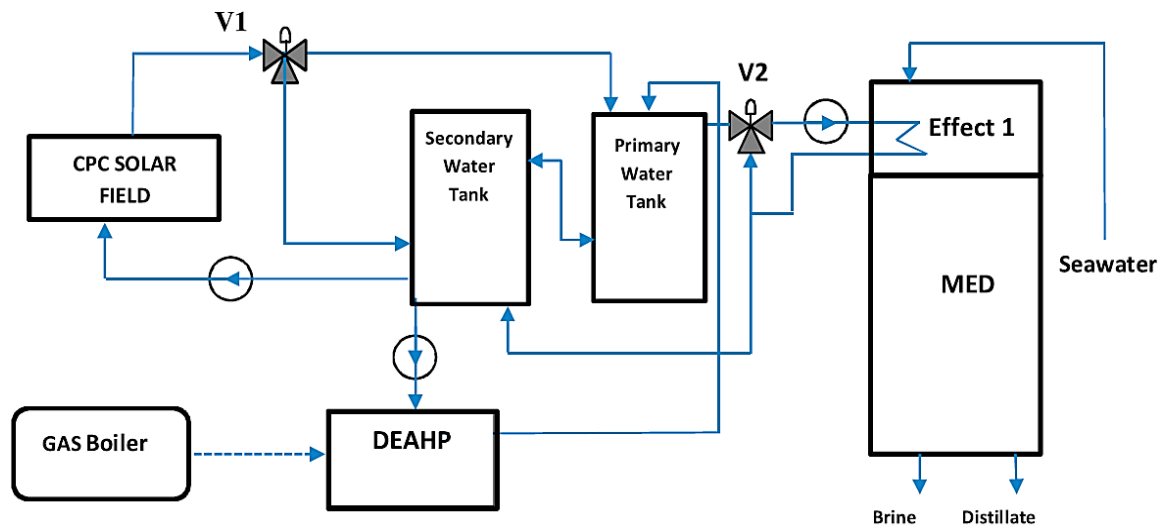 V1
V2
CPC SOLAR
FIELD
Secondary
Water
Tank
Primary
Water
Tank
Effect 1
Seawater
MED
GAS Boiler
DEAHP
Brine
Distillate